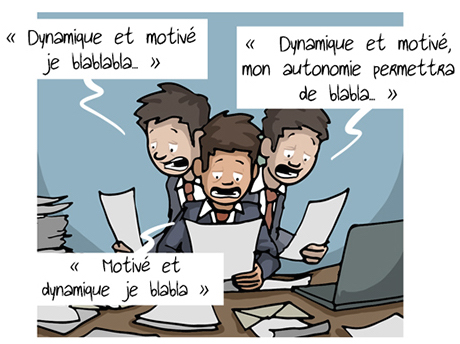 « Dynamique et motivé
je blablabla... »
« Dynamique et motivé,
mon autonomie permettra
de blabla... »
« Motivé et
dynamique je blabla »